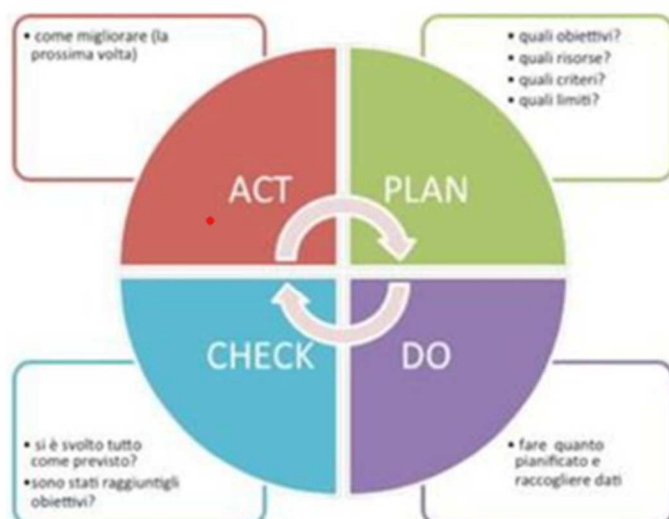 • come migliorare (la
prossima volta)
• quali obiettivi?
• quali risorse?
• quali criteri?
• quali limiti?
ACT
PLAN
CHECK
DO
• si è svolto tutto
come previsto?
•sono stati raggiuntigli
obiettivi?
• fare quanto
pianificato e
raccogliere dati